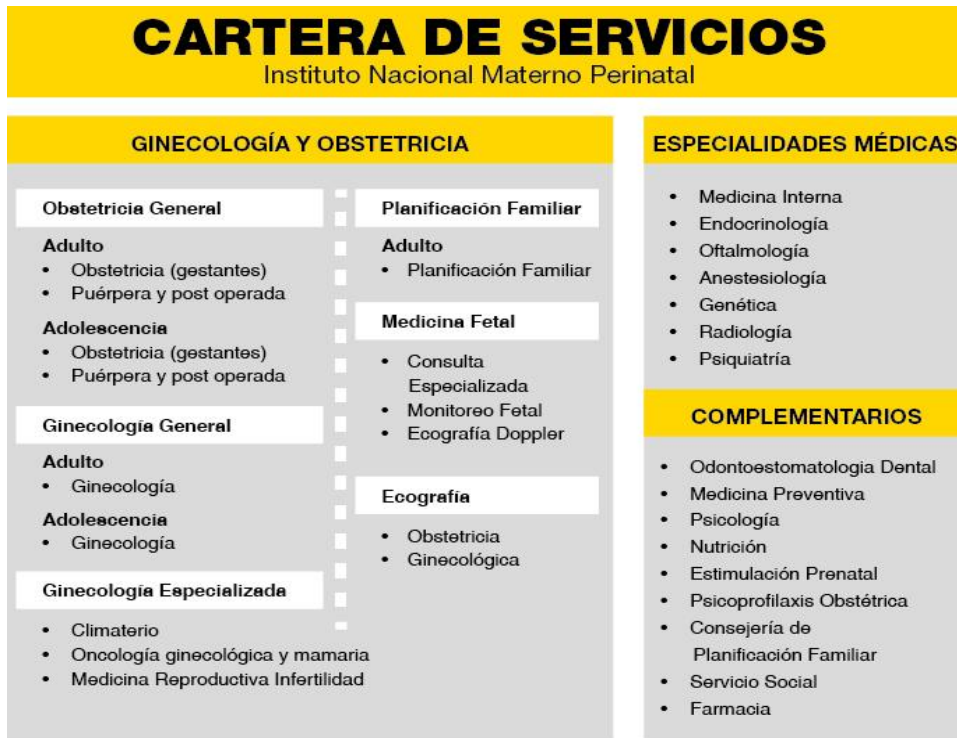 CARTERA DE SERVICIOS
Instituto Nacional Materno Perinatal
GINECOLOGÍA Y OBSTETRICIA
Obstetricia General
Adulto
• Obstetricia (gestantes)
• Puérpera y post operada
Adolescencia
• Obstetricia (gestantes)
• Puérpera y post operada
Ginecología General
Adulto
• Ginecología
Adolescencia
• Ginecología
Ginecología Especializada
• Climaterio
• Oncología ginecológica y mamaria
• Medicina Reproductiva Infertilidad
Planificación Familiar
Adulto
• Planificación Familiar
Medicina Fetal
• Consulta
Especializada
• Monitoreo Fetal
• Ecografía Doppler
Ecografía
• Obstetricia
• Ginecológica
ESPECIALIDADES MÉDICAS
• Medicina Interna
• Endocrinología
• Oftalmología
• Anestesiología
• Genética
• Radiología
• Psiquiatría
COMPLEMENTARIOS
• Odontoestomatologia Dental
• Medicina Preventiva
• Psicología
• Nutrición
• Estimulación Prenatal
• Psicoprofilaxis Obstétrica
• Consejería de
Planificación Familiar
• Servicio Social
• Farmacia